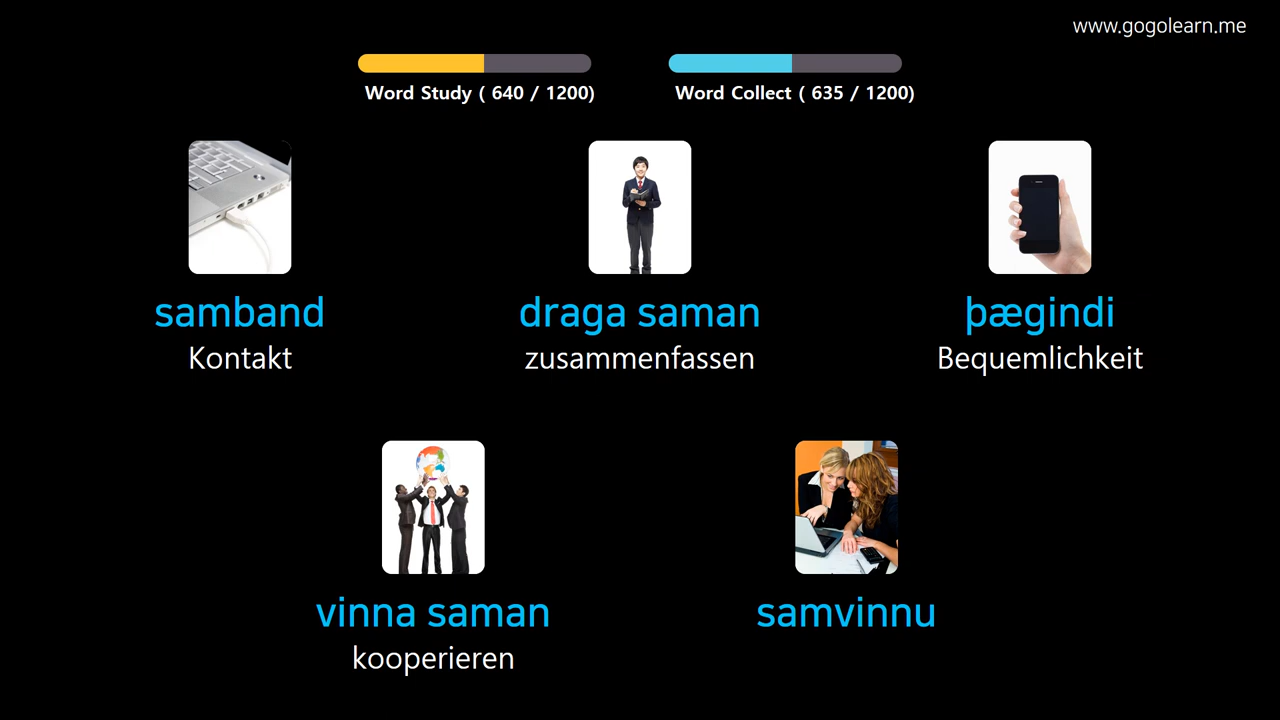 www.gogolearn.me
Word Study ( 640 / 1200)
Word Collect ( 635 / 1200)
samband
draga saman
þægindi
Kontakt
zusammenfassen
Bequemlichkeit
vinna saman
samvinnu
kooperieren